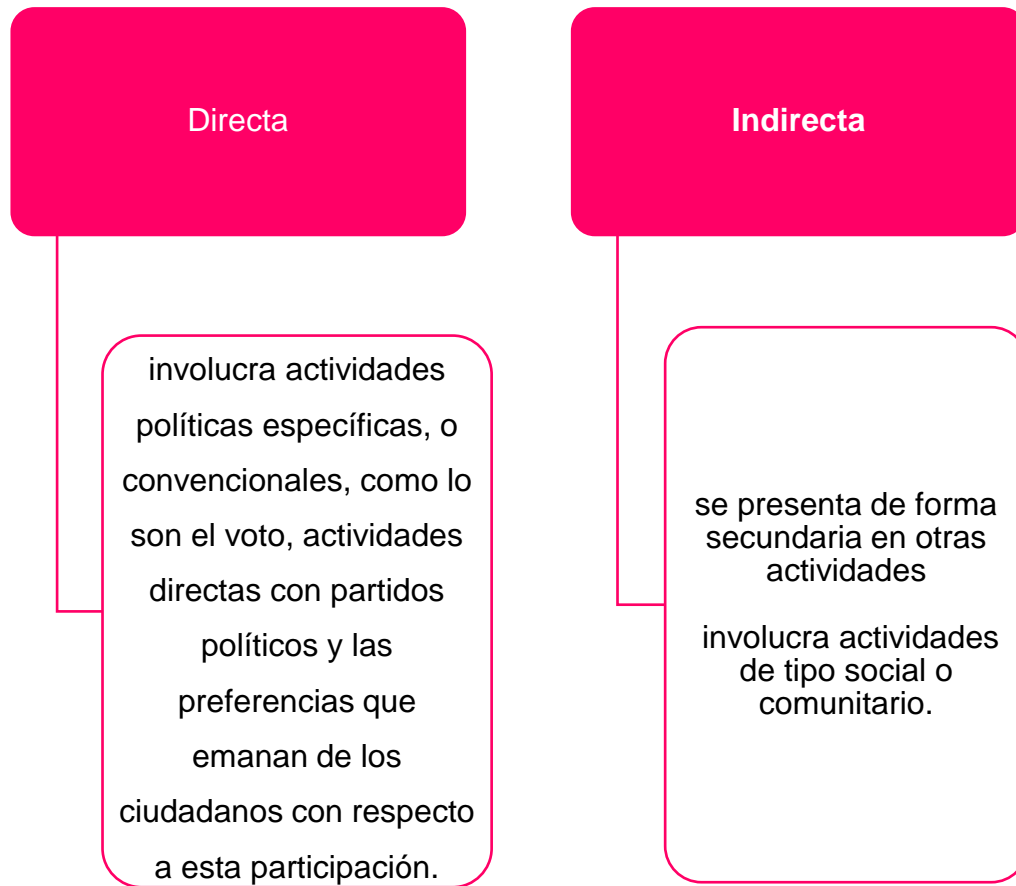 Directa
involucra actividades
políticas específicas, o
convencionales, como lo
son el voto, actividades
directas con partidos
políticos y las
preferencias que
emanan de los
ciudadanos con respecto
a esta participación.
Indirecta
se presenta de forma
secundaria en otras
actividades
involucra actividades
de tipo social o
comunitario.